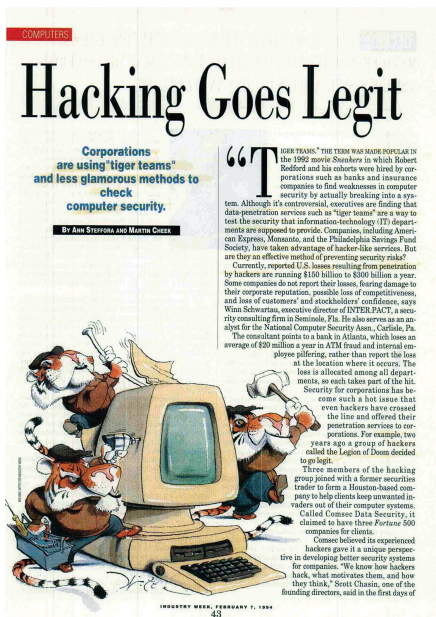 COMPUTERS
Hacking Goes Legit
Corporations
are using "tiger teams"
and less glamorous methods to
check
computer security.
BY ANN STEFFORA AND MARTIN CHEEK
“TIGER TEAMS.” THE TERM WAS MADE POPULAR IN
the 1992 movie Sneakers in which Robert
Redford and his cohorts were hired by cor-
porations such as banks and insurance
companies to find weaknesses in computer
security by actually breaking into a sys-
tem. Although it's controversial, executives are finding that
data-penetration services such as "tiger teams" are a way to
test the security that information-technology (IT) depart-
ments are supposed to provide. Companies, including Ameri-
can Express, Monsanto, and the Philadelphia Savings Fund
Society, have taken advantage of hacker-like services. But
are they an effective method of preventing security risks?
Currently, reported U.S. losses resulting from penetration
by hackers are running $150 billion to $300 billion a year.
Some companies do not report their losses, fearing damage to
their corporate reputation, possible loss of competitiveness,
and loss of customers' and stockholders' confidence, says
Winn Schwartau, executive director of INTER.PACT, a secu-
rity consulting firm in Seminole, Fla. He also serves as an an-
alyst for the National Computer Security Assn., Carlisle, Pa.
The consultant points to a bank in Atlanta, which loses an
average of $20 million a year in ATM fraud and internal em-
ployee pilfering, rather than report the loss
at the location where it occurs. The
loss is allocated among all depart-
ments, so each takes part of the hit.
Security for corporations has be-
come such a hot issue that
even hackers have crossed
the line and offered their
penetration services to cor-
porations. For example, two
years ago a group of hackers
called the Legion of Doom decided
to go legit.
Three members of the hacking
group joined with a former securities
trader to form a Houston-based com-
pany to help clients keep unwanted in-
vaders out of their computer systems.
Called Comsec Data Security, it
claimed to have three Fortune 500
companies for clients.
Comsec believed its experienced
hackers gave it a unique perspec-
tive in developing better security systems
for companies. "We know how hackers
hack, what motivates them, and how
they think," Scott Chasin, one of the
founding directors, said in the first days of
INDUSTRY WEEK, FEBRUARY 7, 1994
43